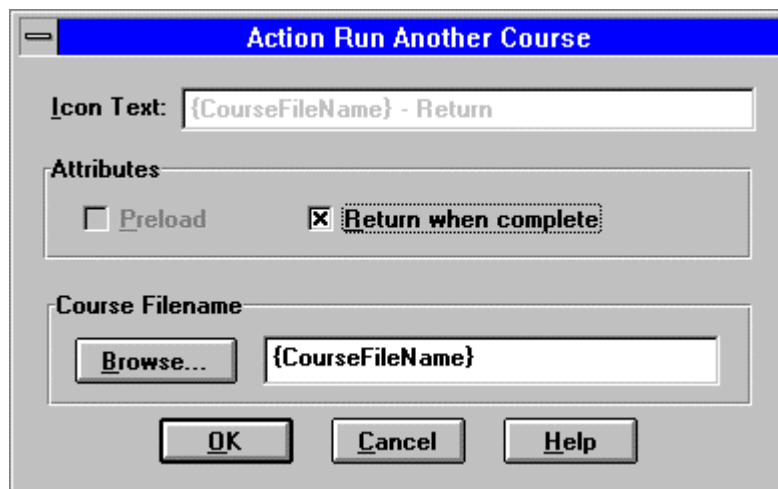 Action Run Another Course
Icon Text: {CourseFileName} - Return
Attributes
Preload Return when complete
Course Filename
Browse... {CourseFileName}
OK Cancel Help